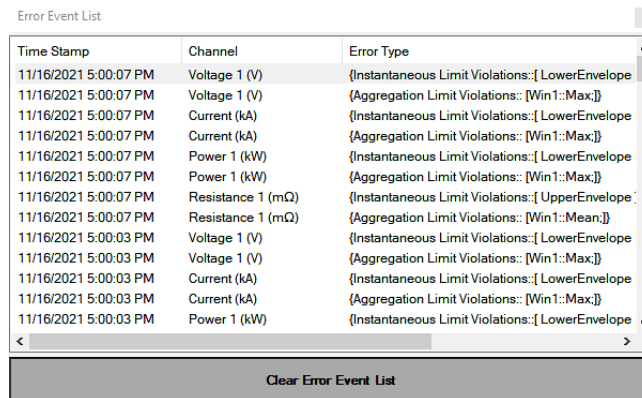 Error Event List
Time Stamp Channel Error Type
11/16/2021 5:00:07 PM Voltage 1 (V) {Instantaneous Limit Violations::[ LowerEnvelope
11/16/2021 5:00:07 PM Voltage 1 (V) {Aggregation Limit Violations:: [Win1::Max;]}
11/16/2021 5:00:07 PM Current (kA) {Instantaneous Limit Violations::[ LowerEnvelope
11/16/2021 5:00:07 PM Current (kA) {Aggregation Limit Violations:: [Win1::Max;]}
11/16/2021 5:00:07 PM Power 1 (kW) {Instantaneous Limit Violations::[ LowerEnvelope
11/16/2021 5:00:07 PM Power 1 (kW) {Aggregation Limit Violations:: [Win1::Max;]}
11/16/2021 5:00:07 PM Resistance 1 (mΩ) {Instantaneous Limit Violations::[ UpperEnvelope ]
11/16/2021 5:00:07 PM Resistance 1 (mΩ) {Aggregation Limit Violations:: [Win1::Mean;]}
11/16/2021 5:00:03 PM Voltage 1 (V) {Instantaneous Limit Violations::[ LowerEnvelope
11/16/2021 5:00:03 PM Voltage 1 (V) {Aggregation Limit Violations:: [Win1::Max;]}
11/16/2021 5:00:03 PM Current (kA) {Instantaneous Limit Violations::[ LowerEnvelope
11/16/2021 5:00:03 PM Current (kA) {Aggregation Limit Violations:: [Win1::Max;]}
11/16/2021 5:00:03 PM Power 1 (kW) {Instantaneous Limit Violations::[ LowerEnvelope
Clear Error Event List